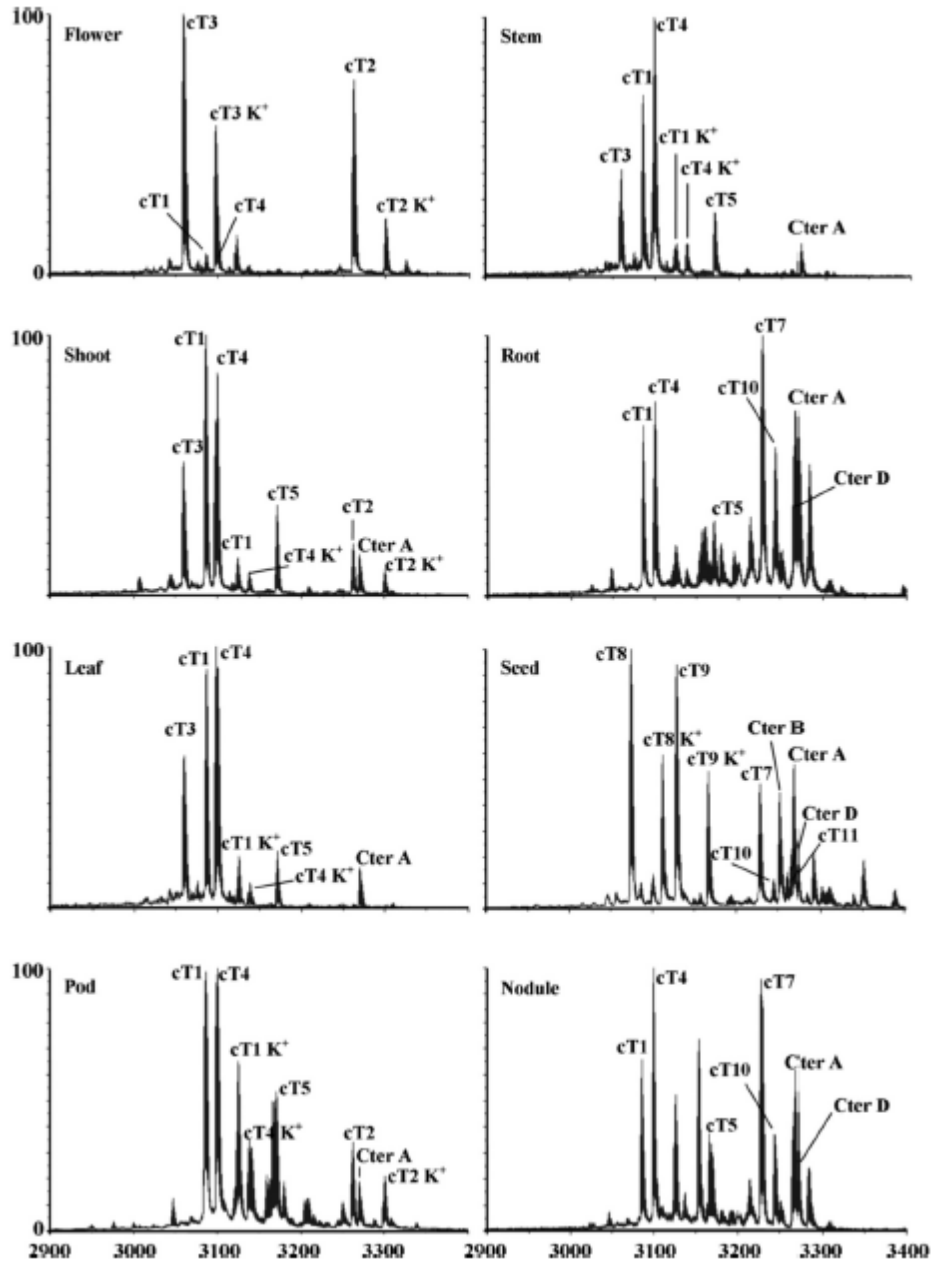 100
Flower
cT3
cT2
cT3 K⁺
cT1
cT4
cT2 K⁺
0
Stem
cT4
cT1
cT1 K⁺
cT3
cT4 K⁺
cT5
Cter A
100
Shoot
cT1
cT4
cT3
cT5
cT2
cT1
cT4 K⁺
Cter A
cT2 K⁺
Root
cT7
cT10
Cter A
cT4
cT1
Cter D
cT5
100
Leaf
cT1
cT4
cT3
cT1 K⁺
cT5
cT4 K⁺
Cter A
Seed
cT8
cT9
Cter B
cT8 K⁺
Cter A
cT9 K⁺
cT7
Cter D
cT11
cT10
100
Pod
cT1
cT4
cT1 K⁺
cT5
cT4 K⁺
cT2
Cter A
cT2 K⁺
0
2900 3000 3100 3200 3300
Nodule
cT4
cT7
cT1
cT10
Cter A
cT5
Cter D
2900 3000 3100 3200 3300 3400